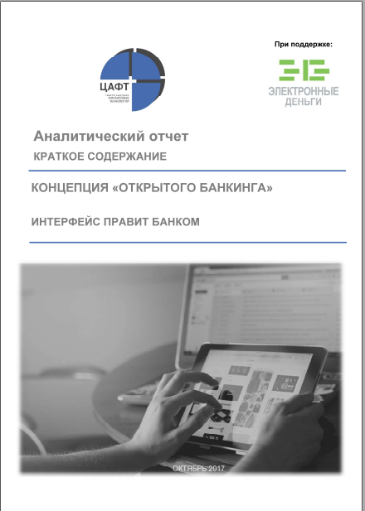 При поддержке:
ЦАФТ
ЭЛЕКТРОННЫЕ
ДЕНЬГИ
Аналитический отчет
КРАТКОЕ СОДЕРЖАНИЕ
КОНЦЕПЦИЯ «ОТКРЫТОГО БАНКИНГА»
ИНТЕРФЕЙС ПРАВИТ БАНКОМ
ОКТЯБРЬ 2017